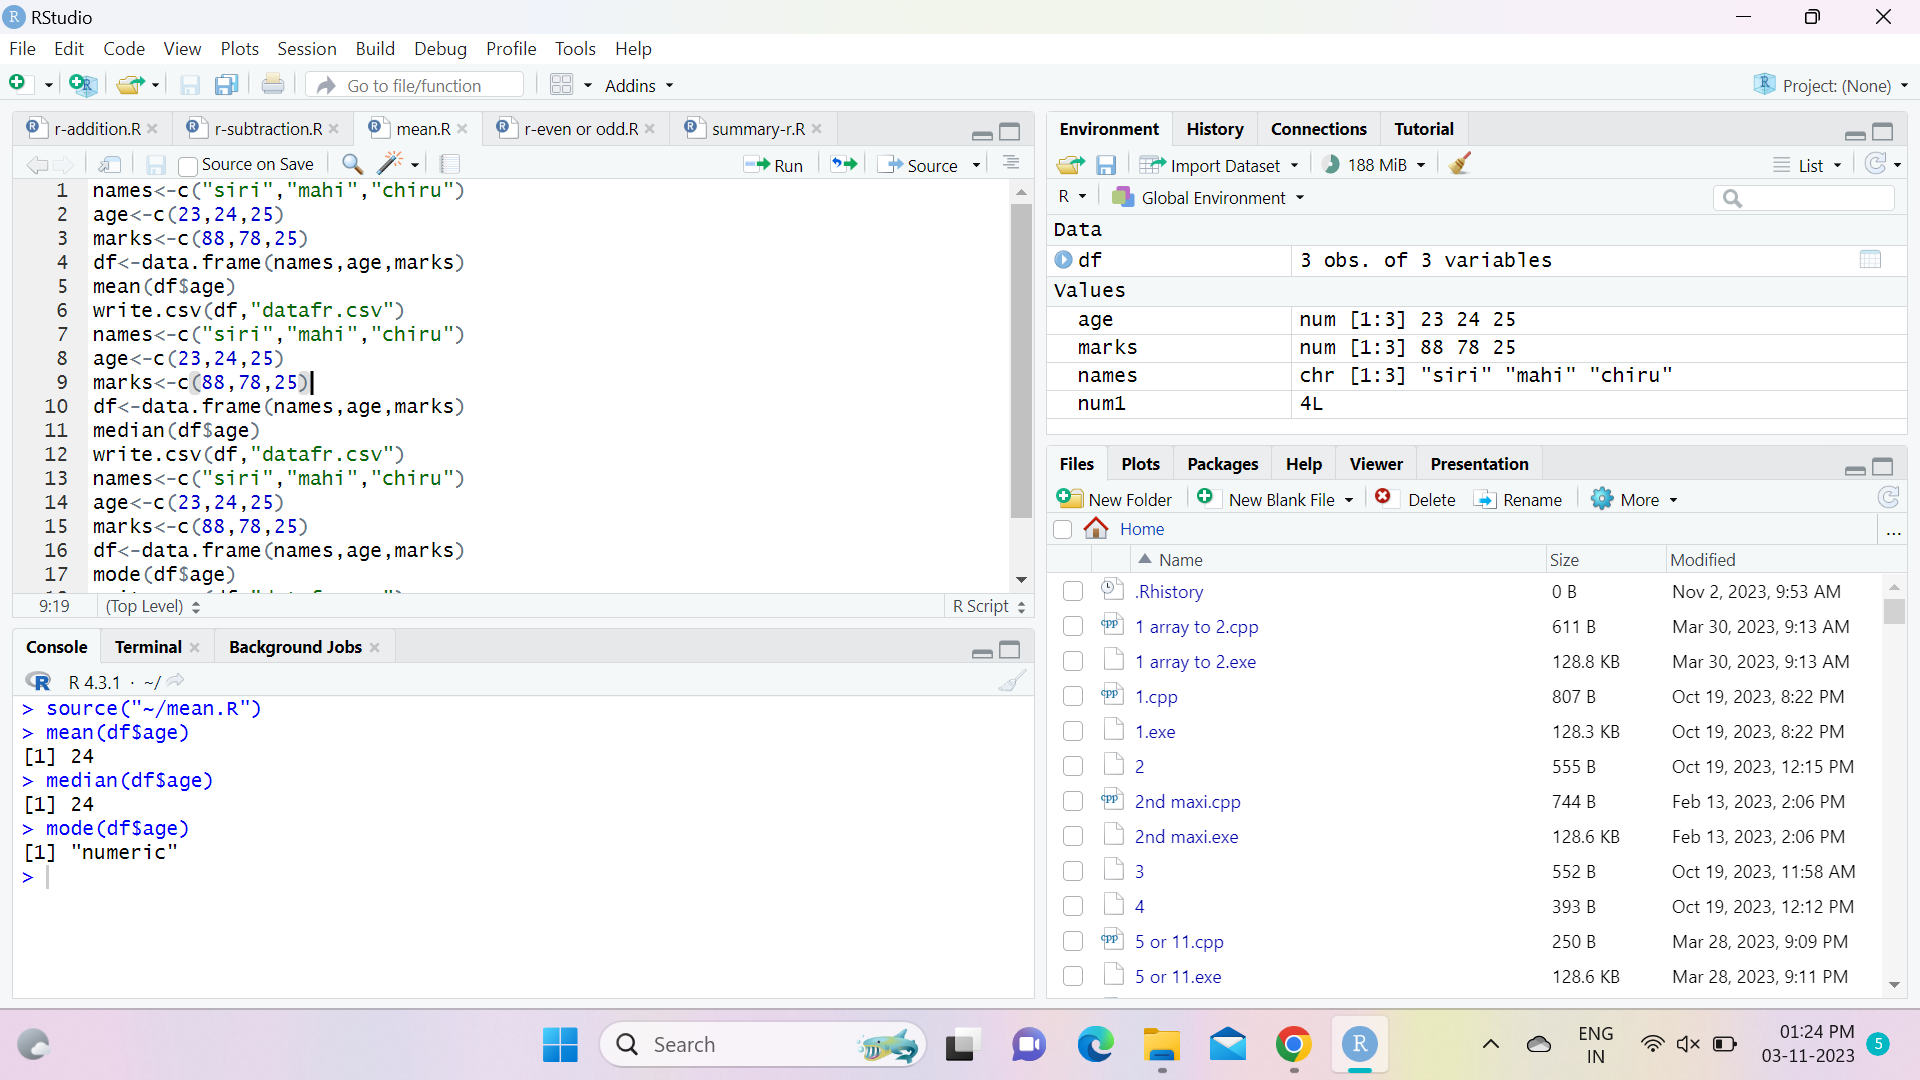 RStudio
File Edit Code View Plots Session Build Debug Profile Tools Help
Go to file/function Addins Project: (None)
r-addition.R r-subtraction.R mean.R r-even or odd.R summary-r.R
Source on Save Run Source
1 names<-c("siri","mahi","chiru")
2 age<-c(23,24,25)
3 marks<-c(88,78,25)
4 df<-data.frame(names,age,marks)
5 mean(df$age)
6 write.csv(df,"datafr.csv")
7 names<-c("siri","mahi","chiru")
8 age<-c(23,24,25)
9 marks<-c(88,78,25)
10 df<-data.frame(names,age,marks)
11 median(df$age)
12 write.csv(df,"datafr.csv")
13 names<-c("siri","mahi","chiru")
14 age<-c(23,24,25)
15 marks<-c(88,78,25)
16 df<-data.frame(names,age,marks)
17 mode(df$age)
9:19 (Top Level) R Script
Console Terminal Background Jobs
R 4.3.1 · ~/
> source("~/mean.R")
> mean(df$age)
[1] 24
> median(df$age)
[1] 24
> mode(df$age)
[1] "numeric"
>
Environment History Connections Tutorial
Import Dataset 188 MiB List
R Global Environment
Data
df 3 obs. of 3 variables
Values
age num [1:3] 23 24 25
marks num [1:3] 88 78 25
names chr [1:3] "siri" "mahi" "chiru"
num1 4L
Files Plots Packages Help Viewer Presentation
New Folder New Blank File Delete Rename More
Home ...
Name Size Modified
.Rhistory 0 B Nov 2, 2023, 9:53 AM
1 array to 2.cpp 611 B Mar 30, 2023, 9:13 AM
1 array to 2.exe 128.8 KB Mar 30, 2023, 9:13 AM
1.cpp 807 B Oct 19, 2023, 8:22 PM
1.exe 128.3 KB Oct 19, 2023, 8:22 PM
2 555 B Oct 19, 2023, 12:15 PM
2nd maxi.cpp 744 B Feb 13, 2023, 2:06 PM
2nd maxi.exe 128.6 KB Feb 13, 2023, 2:06 PM
3 552 B Oct 19, 2023, 11:58 AM
4 393 B Oct 19, 2023, 12:12 PM
5 or 11.cpp 250 B Mar 28, 2023, 9:09 PM
5 or 11.exe 128.6 KB Mar 28, 2023, 9:11 PM
Search
ENG
IN
01:24 PM
03-11-2023
5